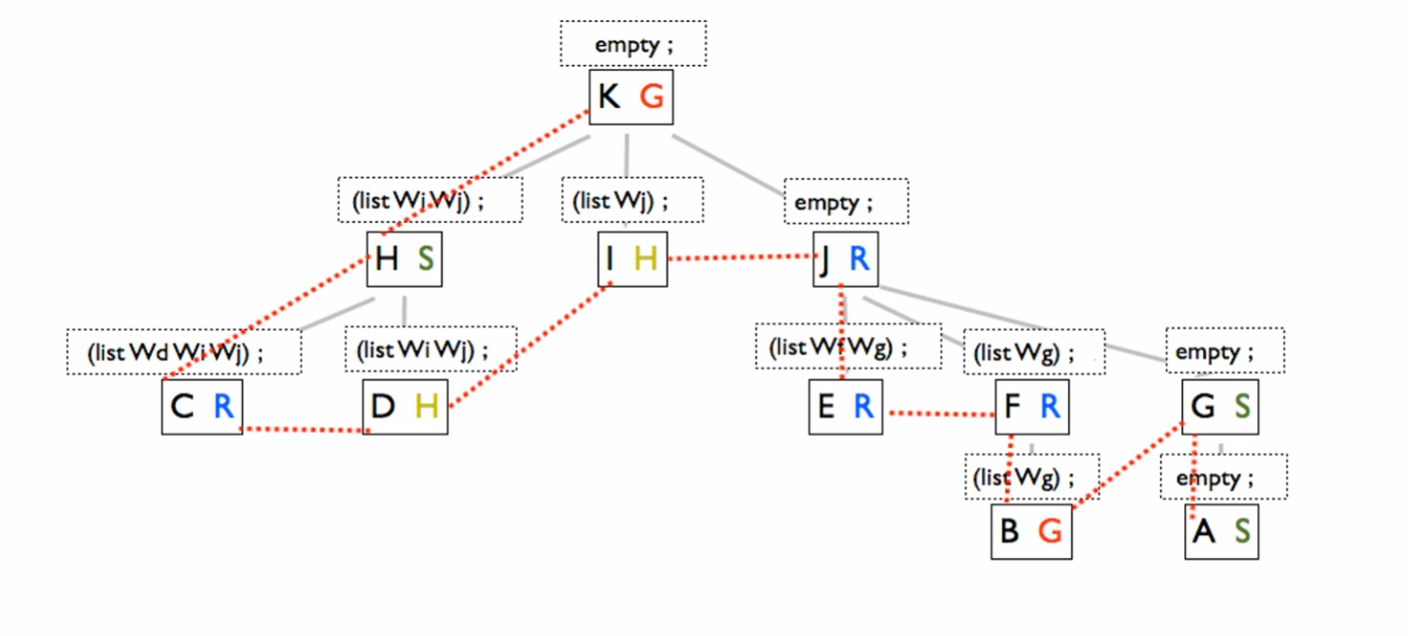 empty ;
K G
(list Wi Wj) ;
(list Wj) ;
empty ;
H S
I H
J R
(list Wd Wi Wj) ;
(list Wi Wj) ;
(list Wf Wg) ;
(list Wg) ;
empty ;
C R
D H
E R
F R
G S
(list Wg) ;
empty ;
B G
A S